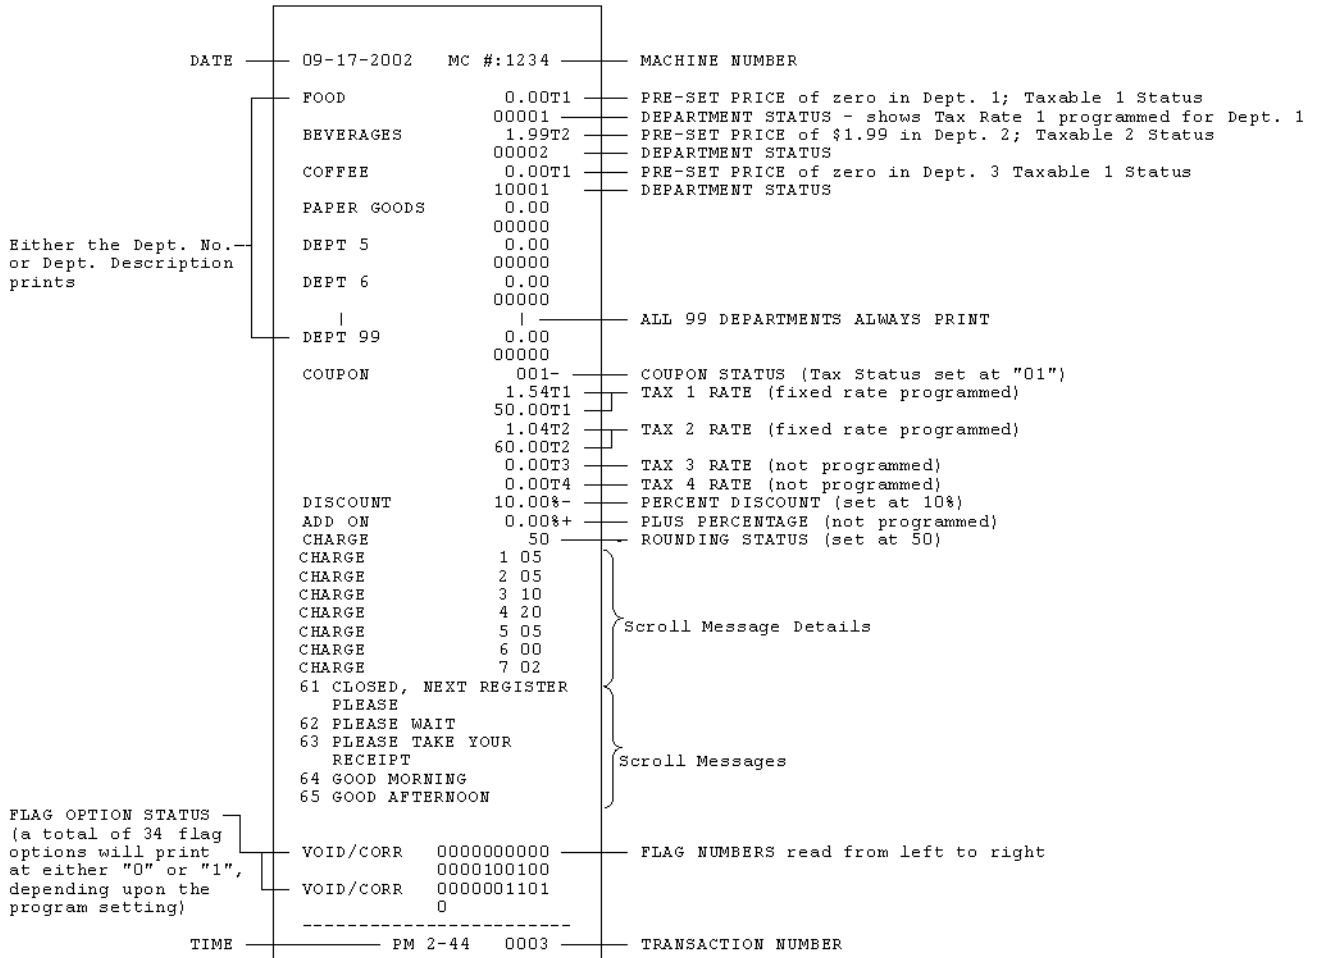 DATE 09-17-2002 MC #:1234 MACHINE NUMBER
FOOD 0.00T1 PRE-SET PRICE of zero in Dept. 1; Taxable 1 Status
00001 DEPARTMENT STATUS - shows Tax Rate 1 programmed for Dept. 1
BEVERAGES 1.99T2 PRE-SET PRICE of $1.99 in Dept. 2; Taxable 2 Status
00002 DEPARTMENT STATUS
COFFEE 0.00T1 PRE-SET PRICE of zero in Dept. 3 Taxable 1 Status
10001 DEPARTMENT STATUS
PAPER GOODS 0.00
00000
Either the Dept. No. DEPT 5 0.00
or Dept. Description 00000
prints DEPT 6 0.00
00000
ALL 99 DEPARTMENTS ALWAYS PRINT
DEPT 99 0.00
00000
COUPON 001- COUPON STATUS (Tax Status set at "01")
1.54T1 TAX 1 RATE (fixed rate programmed)
50.00T1
1.04T2 TAX 2 RATE (fixed rate programmed)
60.00T2
0.00T3 TAX 3 RATE (not programmed)
0.00T4 TAX 4 RATE (not programmed)
DISCOUNT 10.00%- PERCENT DISCOUNT (set at 10%)
ADD ON 0.00%+ PLUS PERCENTAGE (not programmed)
CHARGE 50 ROUNDING STATUS (set at 50)
CHARGE 1 05
CHARGE 2 05
CHARGE 3 10
CHARGE 4 20
Scroll Message Details
CHARGE 5 05
CHARGE 6 00
CHARGE 7 02
61 CLOSED, NEXT REGISTER
PLEASE
62 PLEASE WAIT
63 PLEASE TAKE YOUR
RECEIPT Scroll Messages
64 GOOD MORNING
65 GOOD AFTERNOON
FLAG OPTION STATUS
(a total of 34 flag
options will print VOID/CORR 0000000000 FLAG NUMBERS read from left to right
at either "0" or "1", 0000100100
depending upon the VOID/CORR 0000001101
program setting) 0
------------------------
TIME PM 2-44 0003 TRANSACTION NUMBER